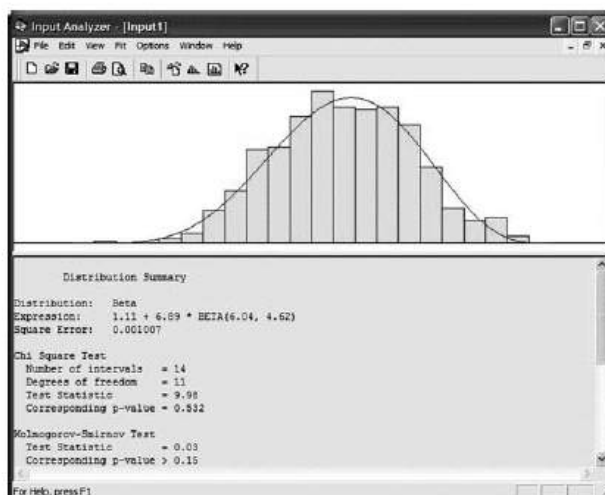 Input Analyzer - [Input1]
File Edit View Fit Options Window Help
Distribution Summary
Distribution: Beta
Expression: 1.11 + 6.89 * BETA(6.04, 4.62)
Square Error: 0.001007
Chi Square Test
Number of intervals = 14
Degrees of freedom = 11
Test Statistic = 9.98
Corresponding p-value = 0.532
Kolmogorov-Smirnov Test
Test Statistic = 0.03
Corresponding p-value > 0.15
For Help, press F1